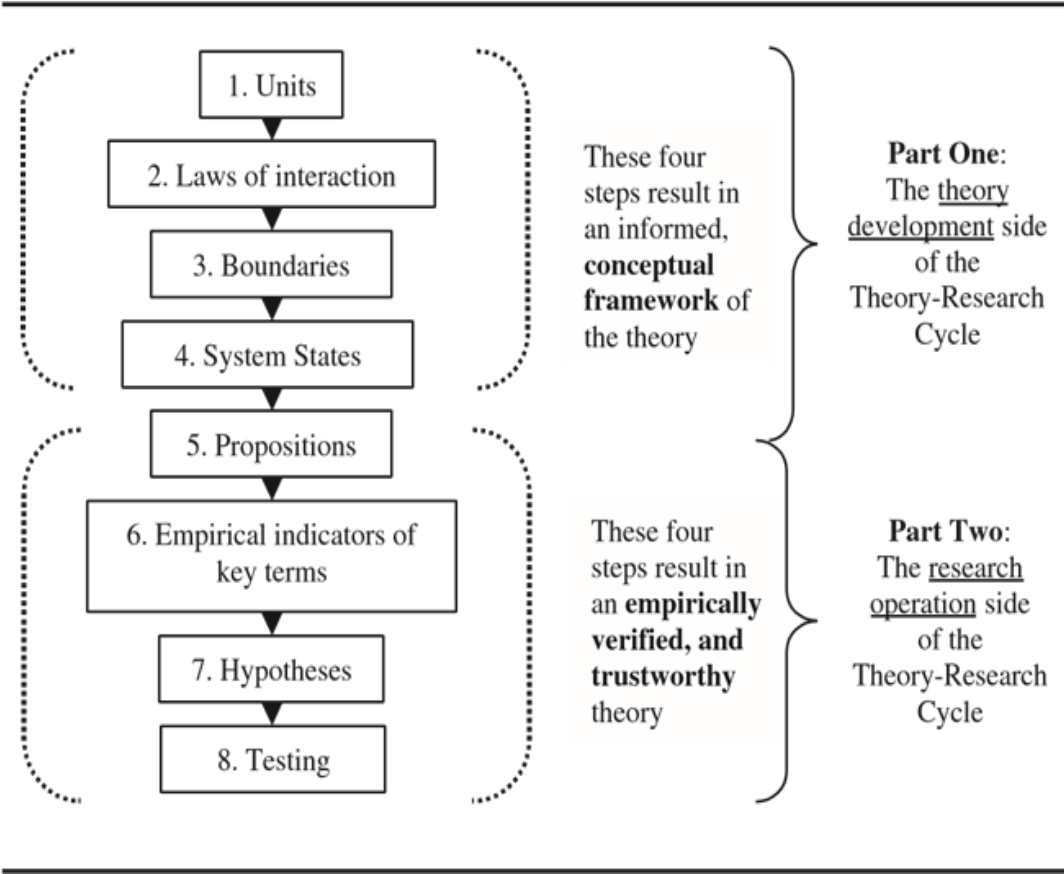 1. Units
2. Laws of interaction
3. Boundaries
4. System States
5. Propositions
6. Empirical indicators of
key terms
7. Hypotheses
8. Testing
These four
steps result in
an informed,
conceptual
framework of
the theory
Part One:
The theory
development side
of the
Theory-Research
Cycle
These four
steps result in
an empirically
verified, and
trustworthy
theory
Part Two:
The research
operation side
of the
Theory-Research
Cycle